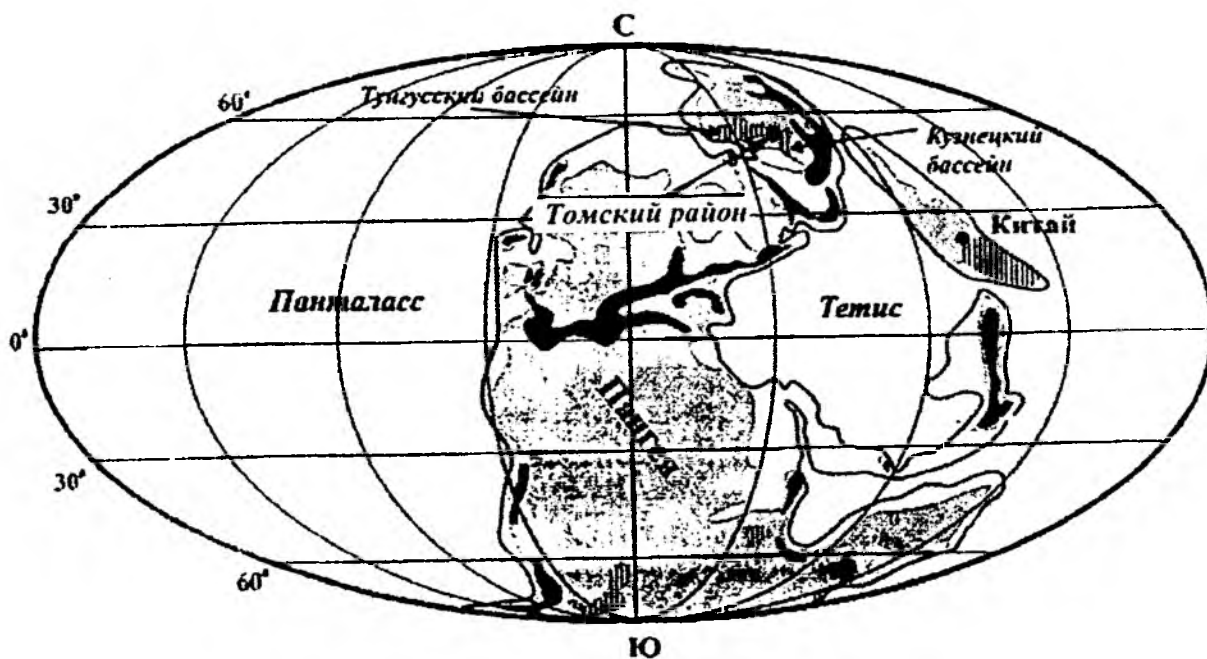 С
60°
Тунгусский бассейн
Кузнецкий
бассейн
30°
Томский район
Китай
Панталасс
Тетис
0°
Пангея
30°
60°
Ю